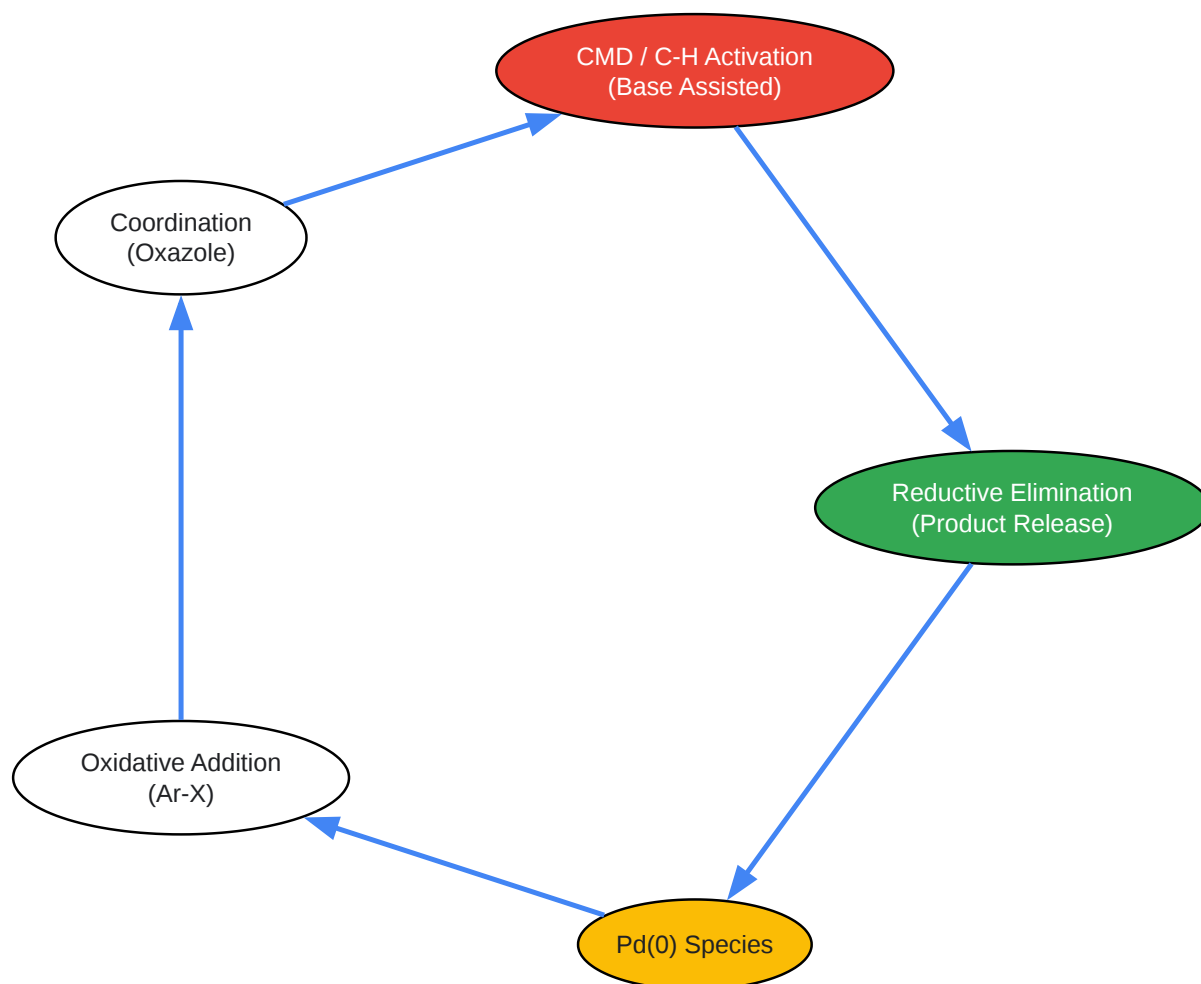 CMD / C-H Activation
(Base Assisted)
Coordination
(Oxazole)
Reductive Elimination
(Product Release)
Oxidative Addition
(Ar-X)
Pd(0) Species